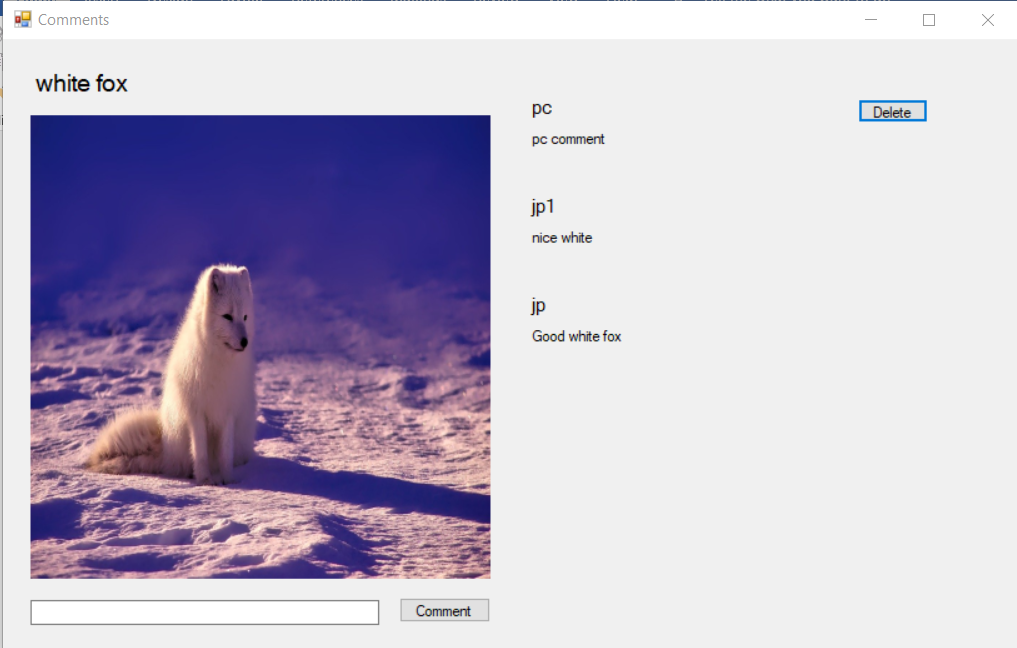 Comments
white fox
pc
Delete
pc comment
jp1
nice white
jp
Good white fox
Comment